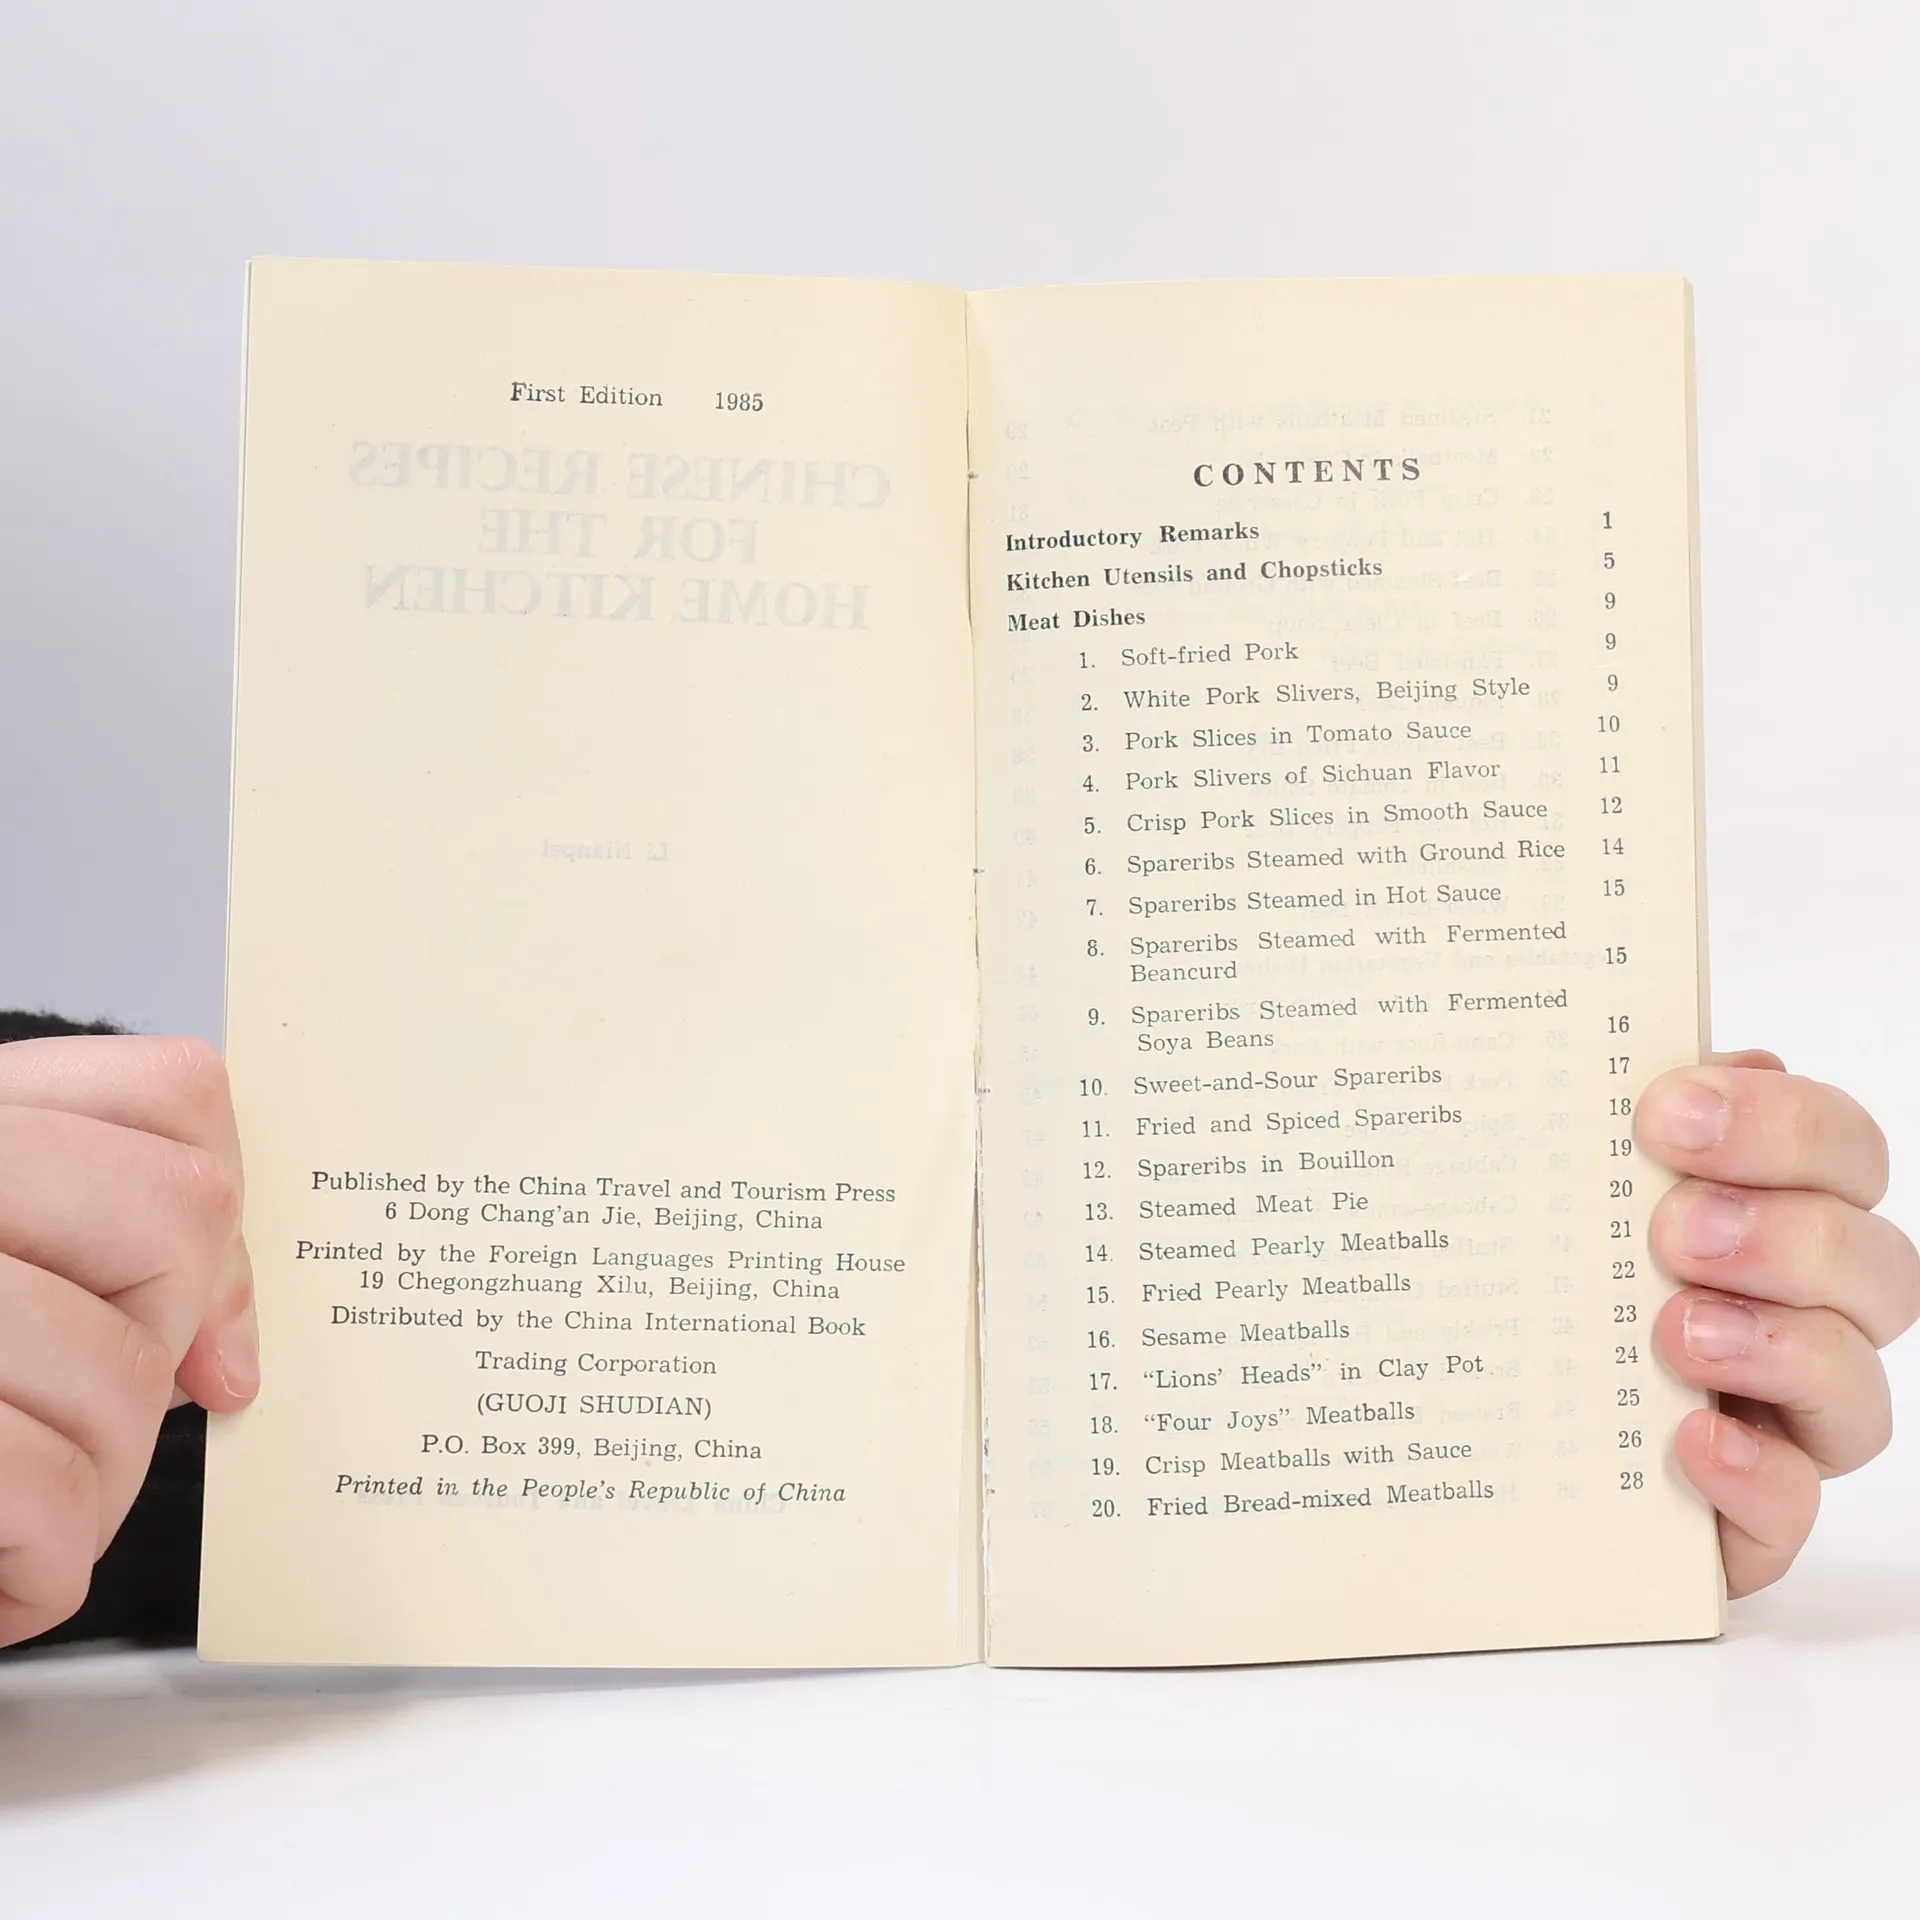 First Edition 1985
Published by the China Travel and Tourism Press
6 Dong Chang'an Jie, Beijing, China
Printed by the Foreign Languages Printing House
19 Chegongzhuang Xilu, Beijing, China
Distributed by the China International Book
Trading Corporation
(GUOJI SHUDIAN)
P.O. Box 399, Beijing, China
Printed in the People's Republic of China
CONTENTS
Introductory Remarks 1
Kitchen Utensils and Chopsticks 5
Meat Dishes 9
1. Soft-fried Pork 9
2. White Pork Slivers, Beijing Style 9
3. Pork Slices in Tomato Sauce 10
4. Pork Slivers of Sichuan Flavor 11
5. Crisp Pork Slices in Smooth Sauce 12
6. Spareribs Steamed with Ground Rice 14
7. Spareribs Steamed in Hot Sauce 15
8. Spareribs Steamed with Fermented
Beancurd 15
9. Spareribs Steamed with Fermented
Soya Beans 16
10. Sweet-and-Sour Spareribs 17
11. Fried and Spiced Spareribs 18
12. Spareribs in Bouillon 19
13. Steamed Meat Pie 20
14. Steamed Pearly Meatballs 21
15. Fried Pearly Meatballs 22
16. Sesame Meatballs 23
17. "Lions' Heads" in Clay Pot 24
18. "Four Joys" Meatballs 25
19. Crisp Meatballs with Sauce 26
20. Fried Bread-mixed Meatballs 28